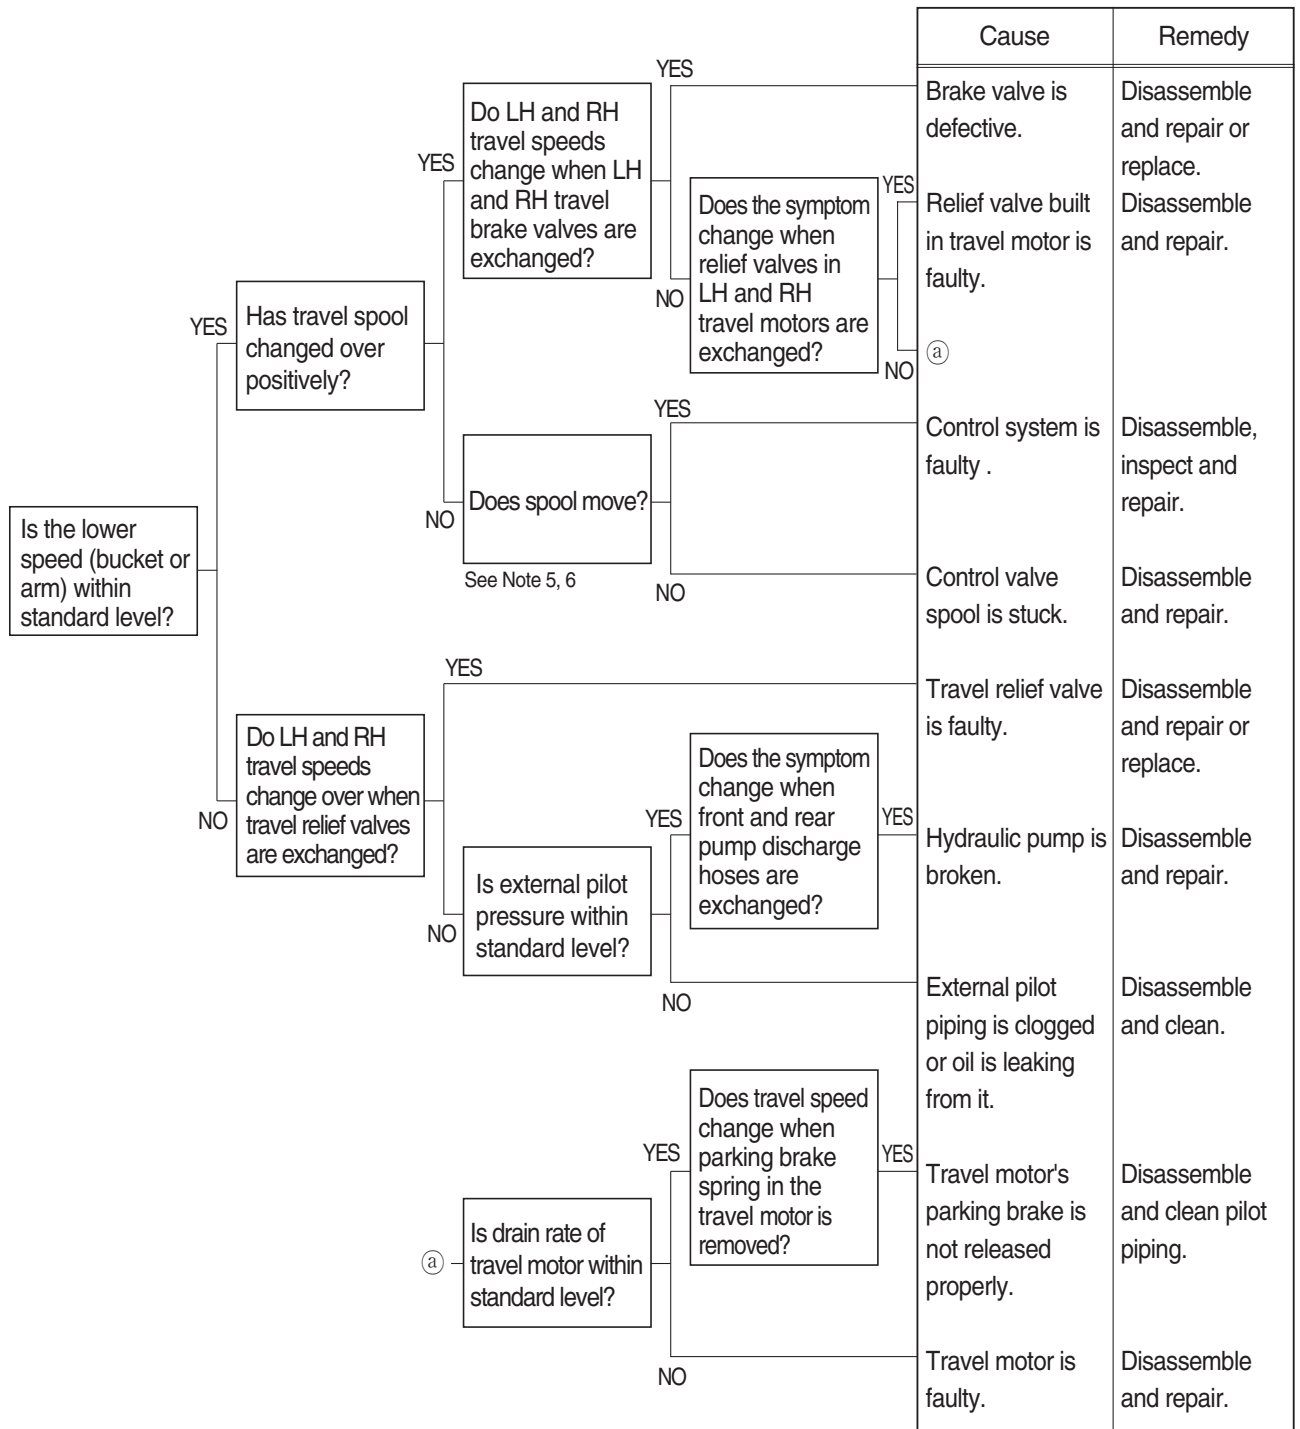 Cause
Remedy
YES
Do LH and RH
travel speeds
change when LH
and RH travel
brake valves are
exchanged?
Brake valve is
defective.
Disassemble
and repair or
replace.
YES
NO
Does the symptom
change when
relief valves in
LH and RH
travel motors are
exchanged?
YES
Relief valve built
in travel motor is
faulty.
Disassemble
and repair.
NO
ⓐ
YES
Has travel spool
changed over
positively?
NO
Does spool move?
See Note 5, 6
YES
Control system is
faulty .
Disassemble,
inspect and
repair.
NO
Control valve
spool is stuck.
Disassemble
and repair.
Is the lower
speed (bucket or
arm) within
standard level?
NO
Do LH and RH
travel speeds
change over when
travel relief valves
are exchanged?
YES
Travel relief valve
is faulty.
Disassemble
and repair or
replace.
NO
Is external pilot
pressure within
standard level?
YES
Does the symptom
change when
front and rear
pump discharge
hoses are
exchanged?
YES
Hydraulic pump is
broken.
Disassemble
and repair.
NO
External pilot
piping is clogged
or oil is leaking
from it.
Disassemble
and clean.
ⓐ
Is drain rate of
travel motor within
standard level?
YES
Does travel speed
change when
parking brake
spring in the
travel motor is
removed?
YES
Travel motor's
parking brake is
not released
properly.
Disassemble
and clean pilot
piping.
NO
Travel motor is
faulty.
Disassemble
and repair.